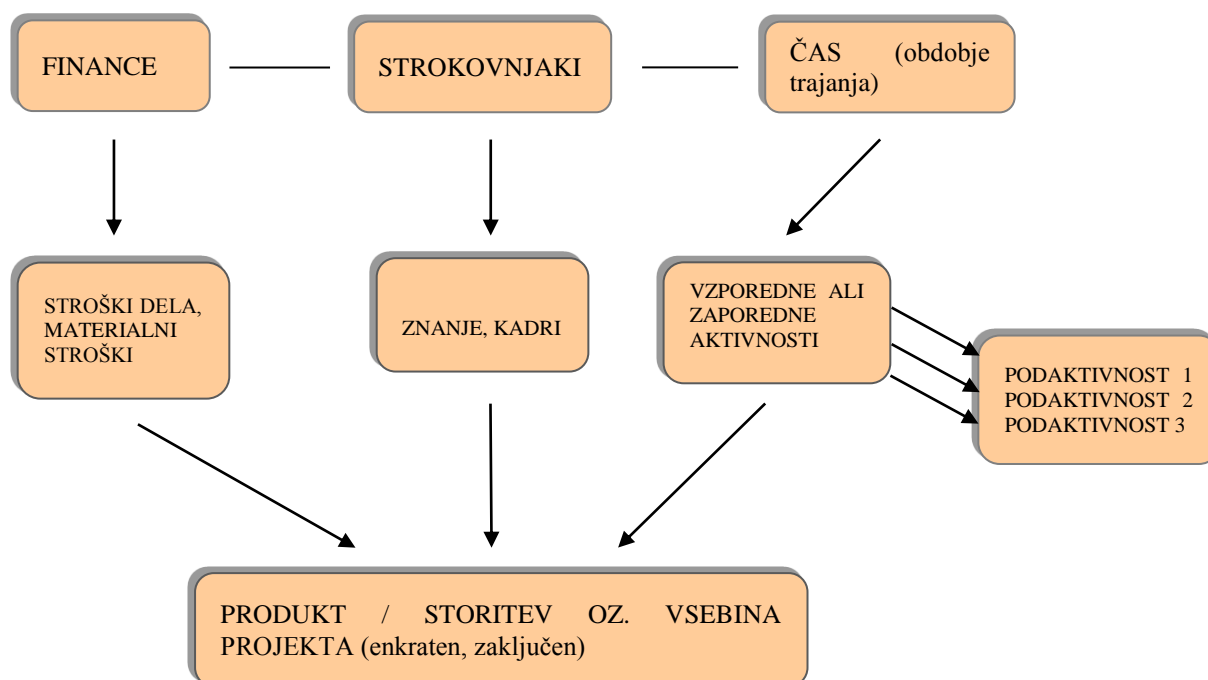 FINANCE
STROKOVNJAKI
ČAS (obdobje
trajanja)
STROŠKI DELA,
MATERIALNI
STROŠKI
ZNANJE, KADRI
VZPOREDNE ALI
ZAPOREDNE
AKTIVNOSTI
PODAKTIVNOST 1
PODAKTIVNOST 2
PODAKTIVNOST 3
PRODUKT / STORITEV OZ. VSEBINA
PROJEKTA (enkraten, zaključen)